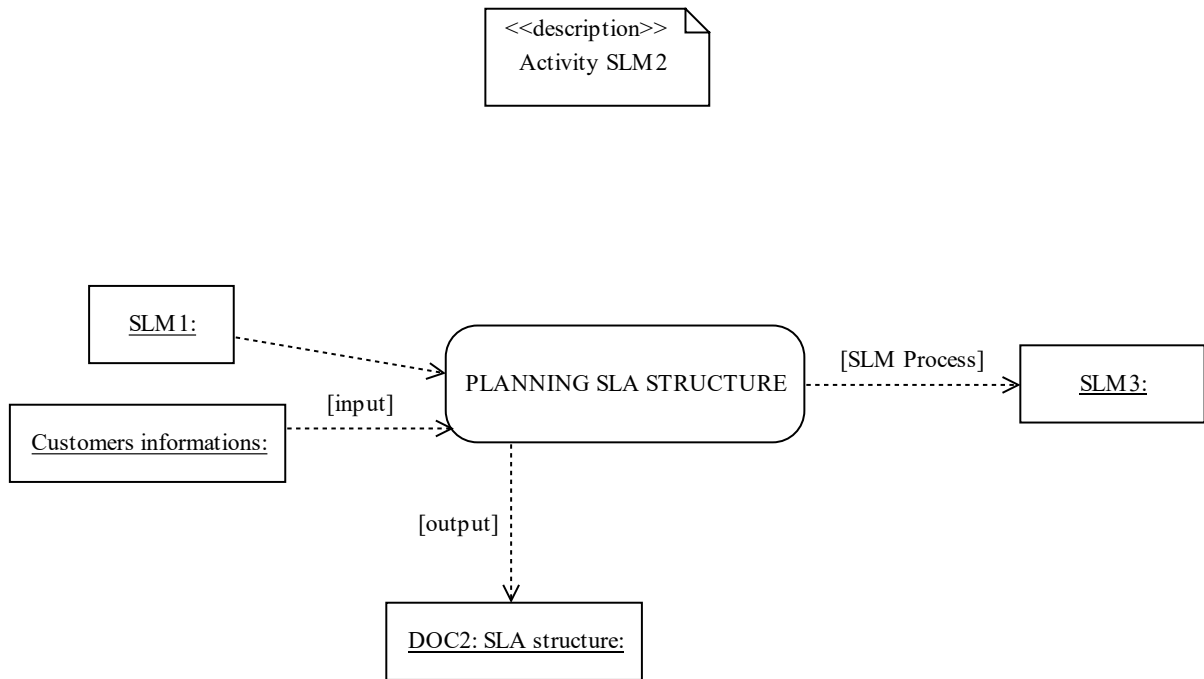 <<description>>
Activity SLM2
SLM1:
PLANNING SLA STRUCTURE
[SLM Process]
SLM3:
[input]
Customers informations:
[output]
DOC2: SLA structure: